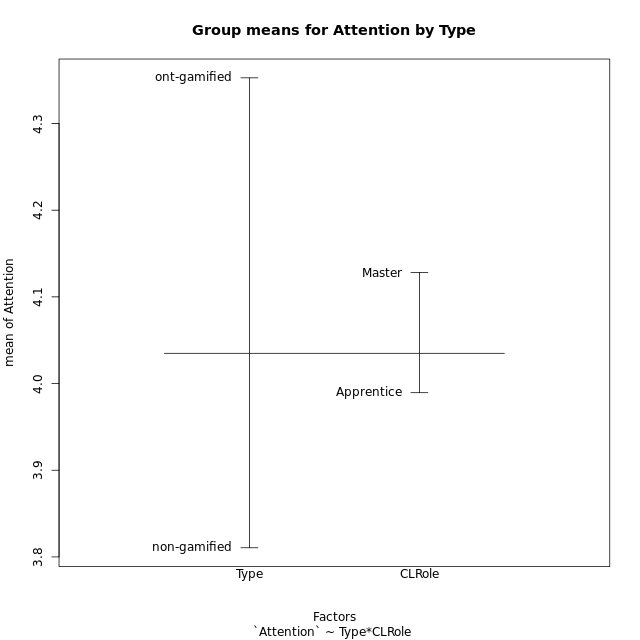 Group means for Attention by Type
mean of Attention
4.3
4.2
4.1
4.0
3.9
3.8
ont-gamified
Master
Apprentice
non-gamified
Type
CLRole
Factors
`Attention` ~ Type*CLRole